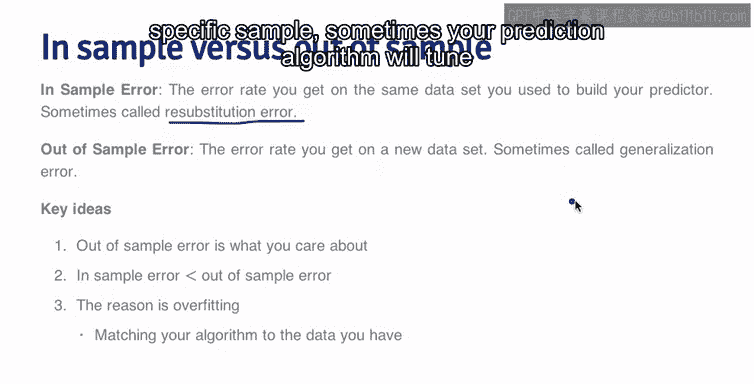 specific sample, sometimes your prediction
algorithm will tune
In sample versus out of sample
In Sample Error: The error rate you get on the same data set you used to build your predictor.
Sometimes called resubstitution error.
Out of Sample Error: The error rate you get on a new data set. Sometimes called generalization
error.
Key ideas
1. Out of sample error is what you care about
2. In sample error < out of sample error
3. The reason is overfitting
· Matching your algorithm to the data you have